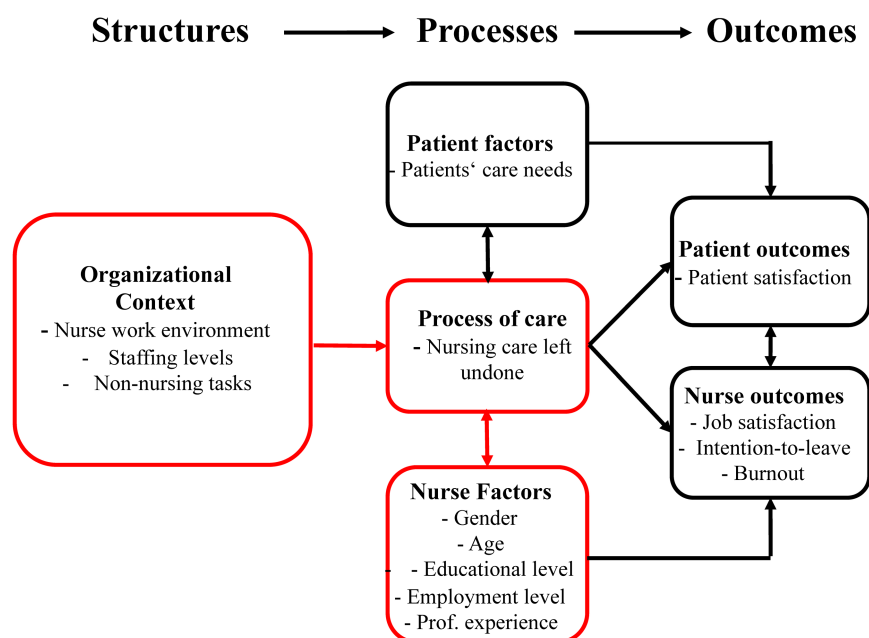 Structures
Processes
Outcomes
Patient factors
- Patients‘ care needs
Organizational
Context
- Nurse work environment
- Staffing levels
- Non-nursing tasks
Process of care
- Nursing care left
undone
Patient outcomes
- Patient satisfaction
Nurse outcomes
- Job satisfaction
- Intention-to-leave
- Burnout
Nurse Factors
- Gender
- Age
- - Educational level
- Employment level
- Prof. experience